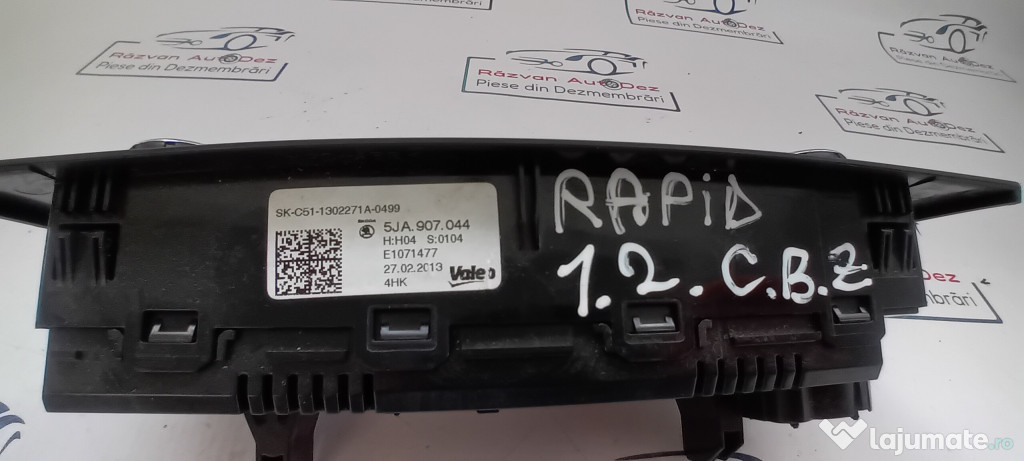 Răzvan AutoDez
Piese din Dezmembrări
Răzvan AutoDez
Piese din Dezmembrări
Răzvan AutoDez
Piese din Dezmembrări
Piese din Dezmembrări
SK-C51-1302271A-0499
5JA.907.044
H:H04 S:0104
E1071477
27.02.2013
4HK
Valeo
RAPiD
1.2. C.B.Z
lajumate.ro